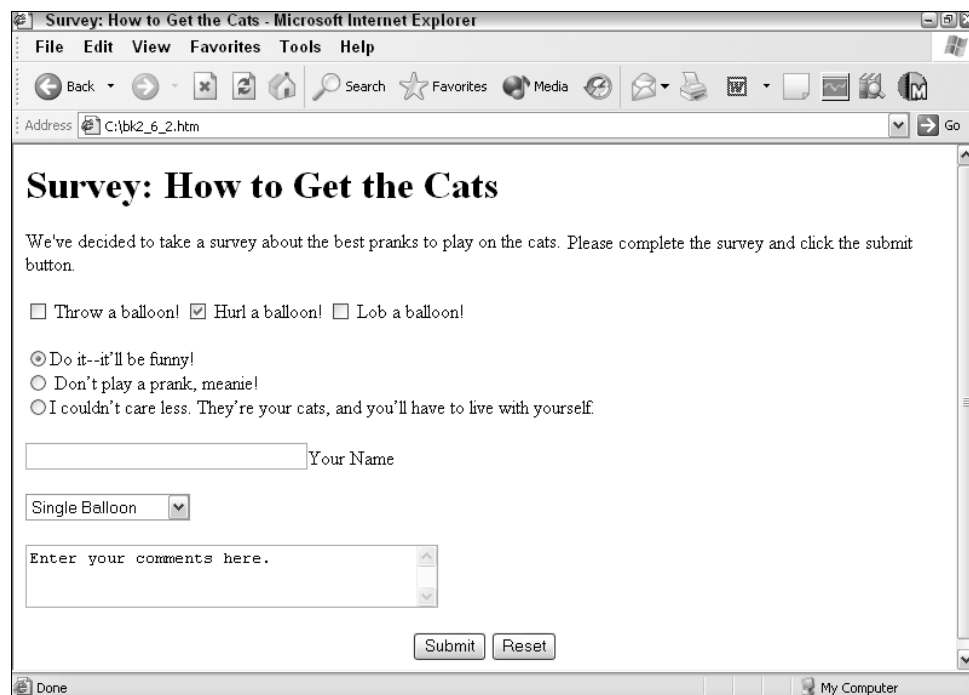 Survey: How to Get the Cats - Microsoft Internet Explorer
File Edit View Favorites Tools Help
Back Search Favorites Media
Address C:\bk2_6_2.htm Go
Survey: How to Get the Cats
We've decided to take a survey about the best pranks to play on the cats. Please complete the survey and click the submit
button.
Throw a balloon! Hurl a balloon! Lob a balloon!
Do it--it'll be funny!
Don't play a prank, meanie!
I couldn't care less. They're your cats, and you'll have to live with yourself.
Your Name
Single Balloon
Enter your comments here.
Submit Reset
Done My Computer